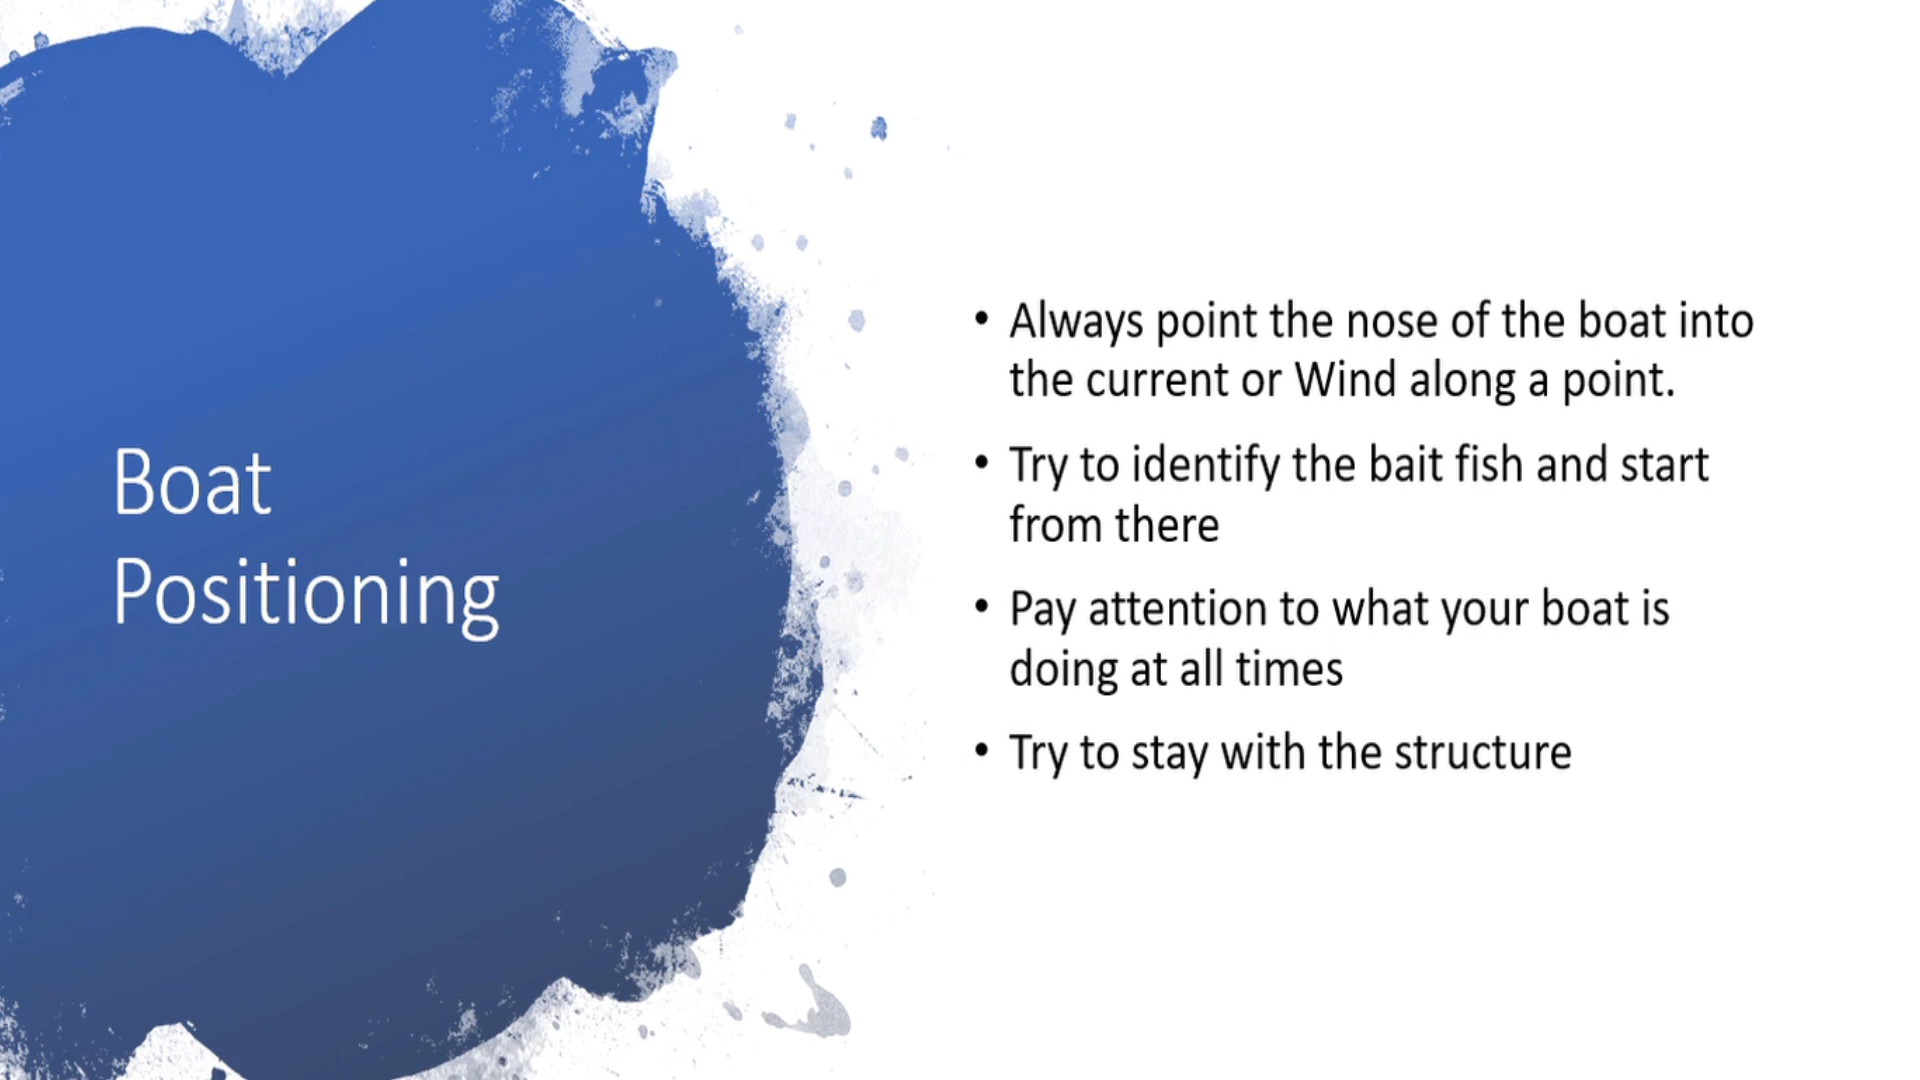 Boat
Positioning
• Always point the nose of the boat into
the current or Wind along a point.
• Try to identify the bait fish and start
from there
• Pay attention to what your boat is
doing at all times
• Try to stay with the structure